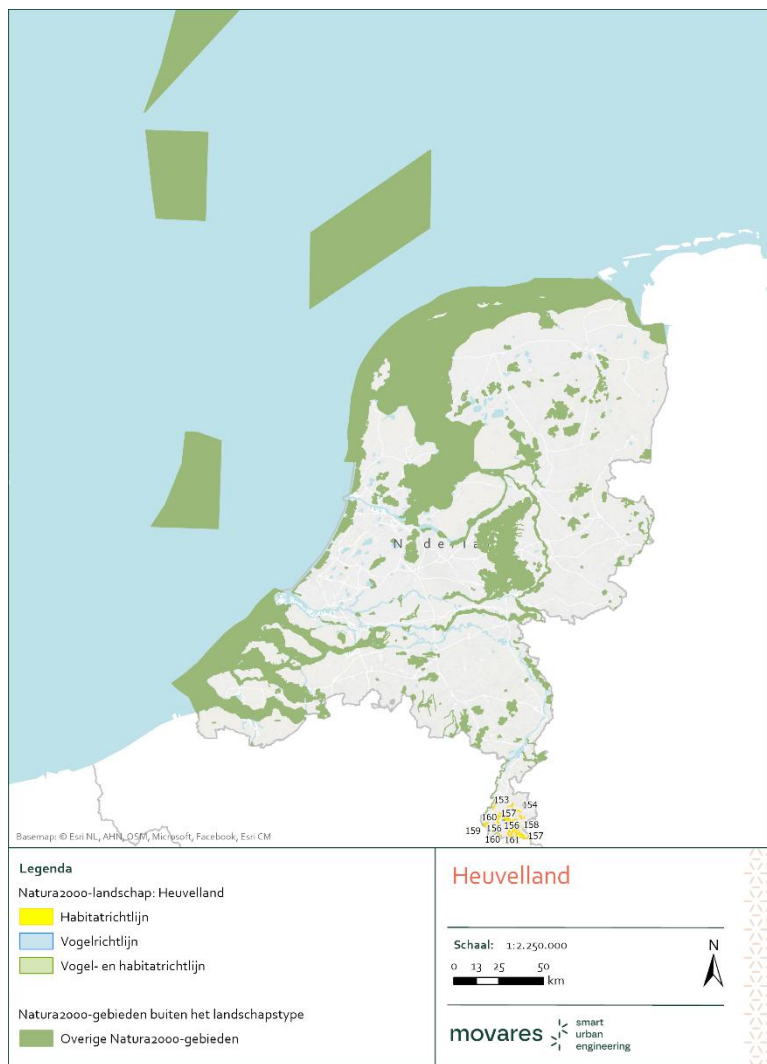 N  derla
153
154
160
157
159
156
156
158
160
161
157
Basemap: © Esri NL, AHN, OSM, Microsoft, Facebook, Esri CM
Legenda
Natura2000-landschap: Heuvelland
Habitatrichtlijn
Vogelrichtlijn
Vogel- en habitatrichtlijn
Natura2000-gebieden buiten het landschapstype
Overige Natura2000-gebieden
Heuvelland
Schaal: 1:2.250.000
0 13 25 50
km
N
movares
smart
urban
engineering